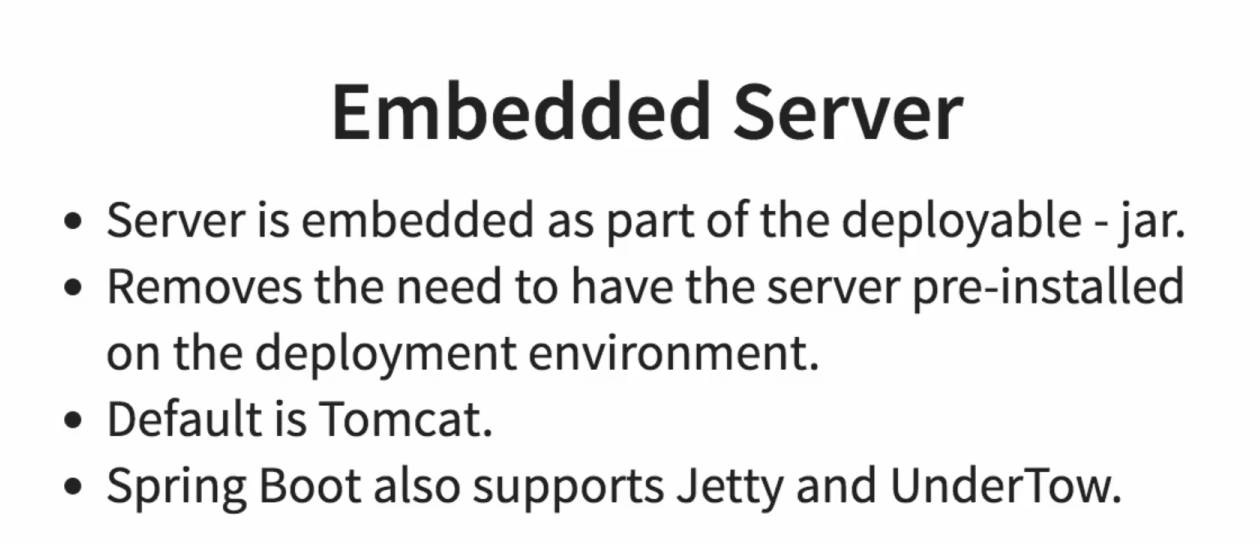 Embedded Server
• Server is embedded as part of the deployable - jar.
• Removes the need to have the server pre-installed
on the deployment environment.
• Default is Tomcat.
• Spring Boot also supports Jetty and UnderTow.